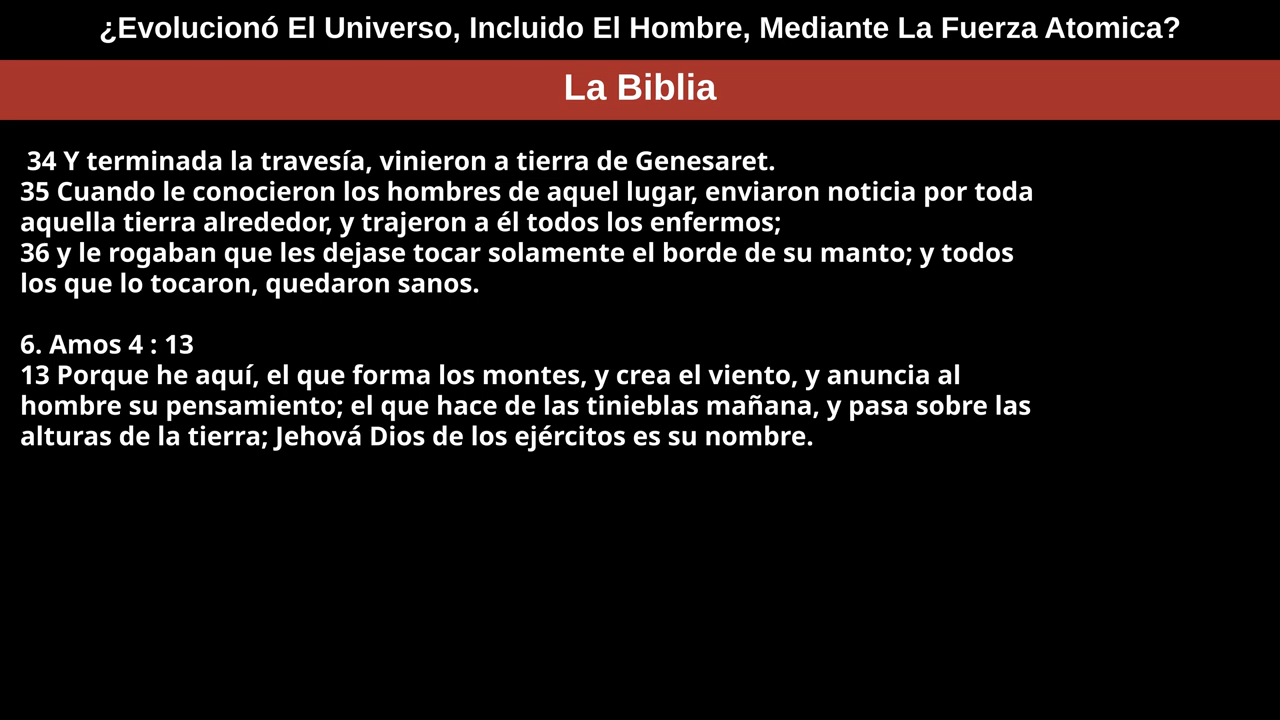 ¿Evolucionó El Universo, Incluido El Hombre, Mediante La Fuerza Atomica?
La Biblia
34 Y terminada la travesía, vinieron a tierra de Genesaret.
35 Cuando le conocieron los hombres de aquel lugar, enviaron noticia por toda
aquella tierra alrededor, y trajeron a él todos los enfermos;
36 y le rogaban que les dejase tocar solamente el borde de su manto; y todos
los que lo tocaron, quedaron sanos.
6. Amos 4 : 13
13 Porque he aquí, el que forma los montes, y crea el viento, y anuncia al
hombre su pensamiento; el que hace de las tinieblas mañana, y pasa sobre las
alturas de la tierra; Jehová Dios de los ejércitos es su nombre.